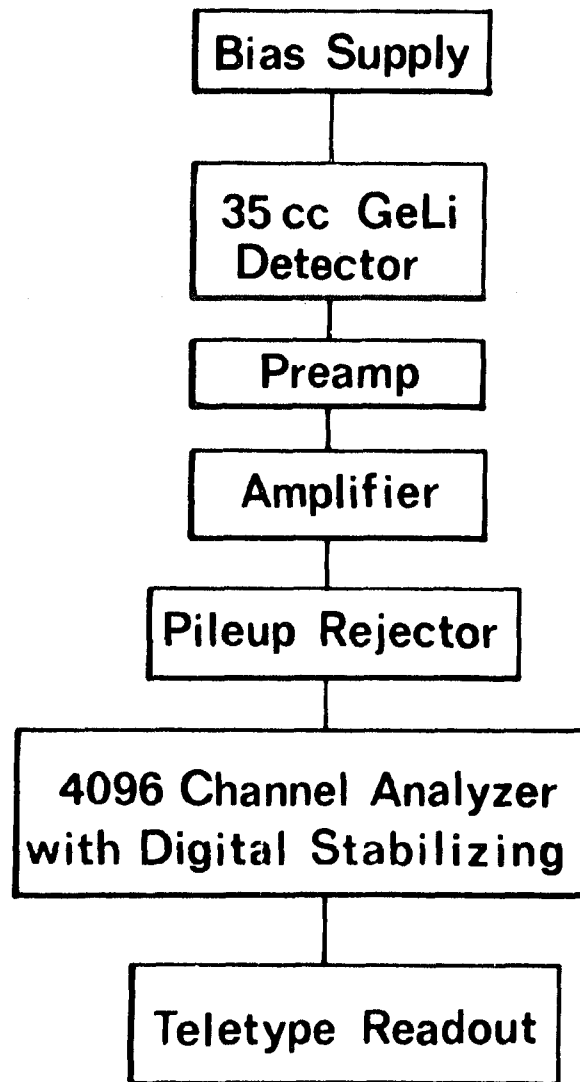 Bias Supply
35 cc GeLi
Detector
Preamp
Amplifier
Pileup Rejector
4096 Channel Analyzer
with Digital Stabilizing
Teletype Readout